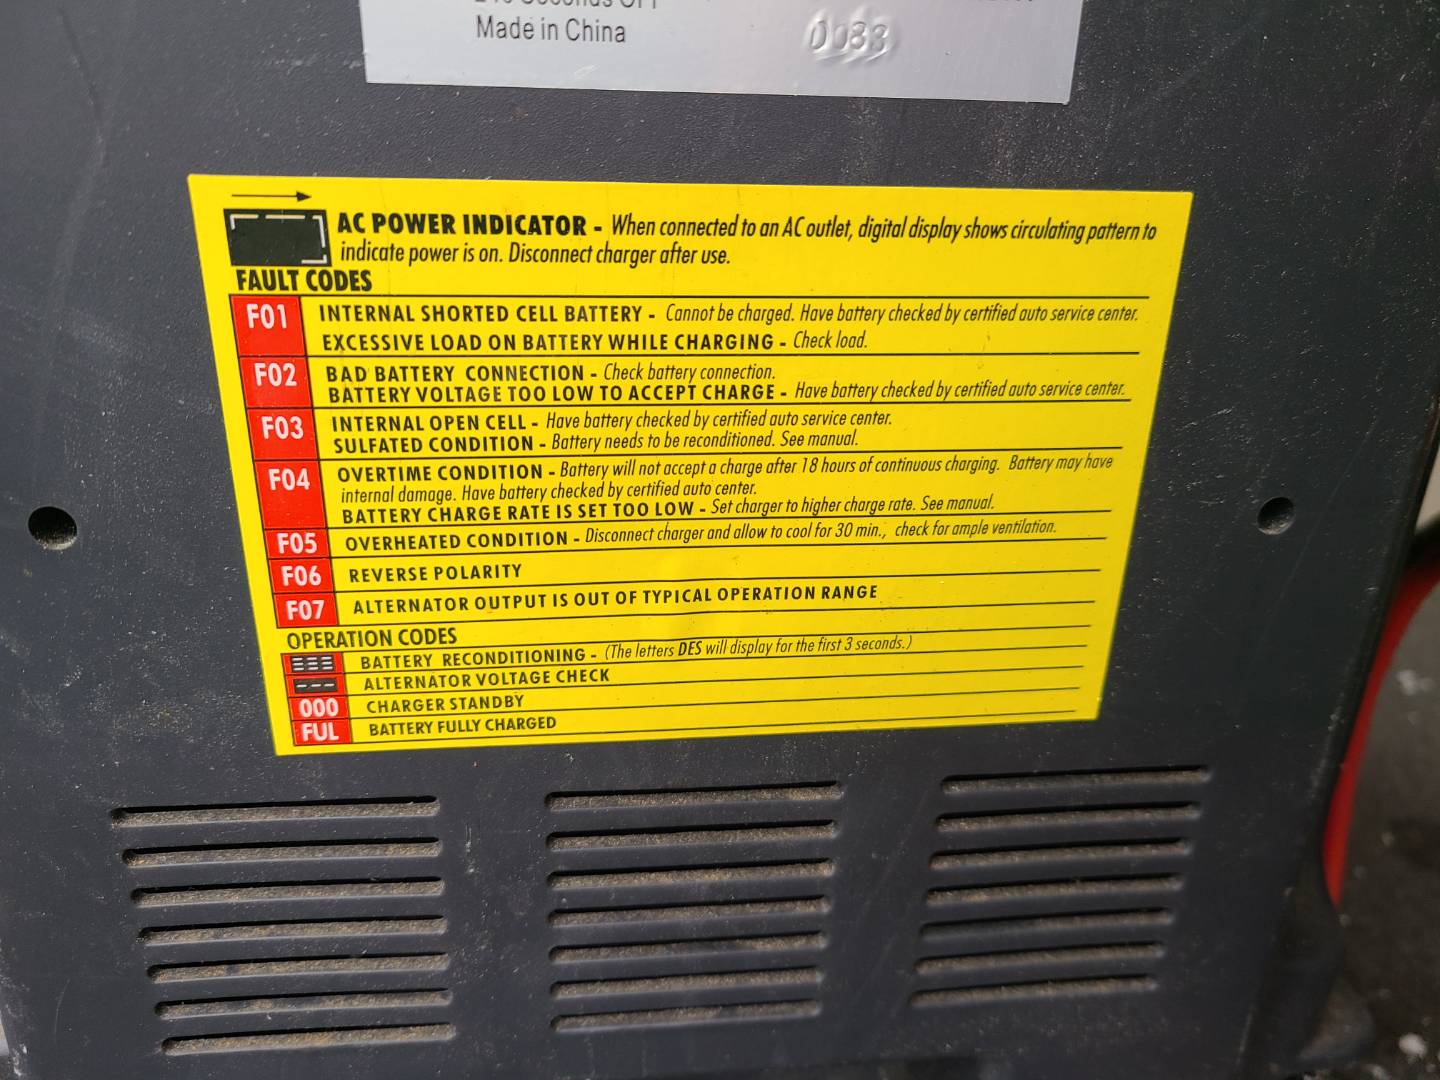 Made in China
0088
AC POWER INDICATOR - When connected to an AC outlet, digital display shows circulating pattern to
indicate power is on. Disconnect charger after use.
FAULT CODES
F01 INTERNAL SHORTED CELL BATTERY - Cannot be charged. Have battery checked by certified auto service center.
EXCESSIVE LOAD ON BATTERY WHILE CHARGING - Check load.
F02 BAD BATTERY CONNECTION - Check battery connection.
BATTERY VOLTAGE TOO LOW TO ACCEPT CHARGE - Have battery checked by certified auto service center.
F03 INTERNAL OPEN CELL - Have battery checked by certified auto service center.
SULFATED CONDITION - Battery needs to be reconditioned. See manual.
F04 OVERTIME CONDITION - Battery will not accept a charge after 18 hours of continuous charging. Battery may have
internal damage. Have battery checked by certified auto center.
BATTERY CHARGE RATE IS SET TOO LOW - Set charger to higher charge rate. See manual.
F05 OVERHEATED CONDITION - Disconnect charger and allow to cool for 30 min., check for ample ventilation.
F06 REVERSE POLARITY
F07 ALTERNATOR OUTPUT IS OUT OF TYPICAL OPERATION RANGE
OPERATION CODES
BATTERY RECONDITIONING - (The letters DES will display for the first 3 seconds.)
--- ALTERNATOR VOLTAGE CHECK
000 CHARGER STANDBY
FUL BATTERY FULLY CHARGED